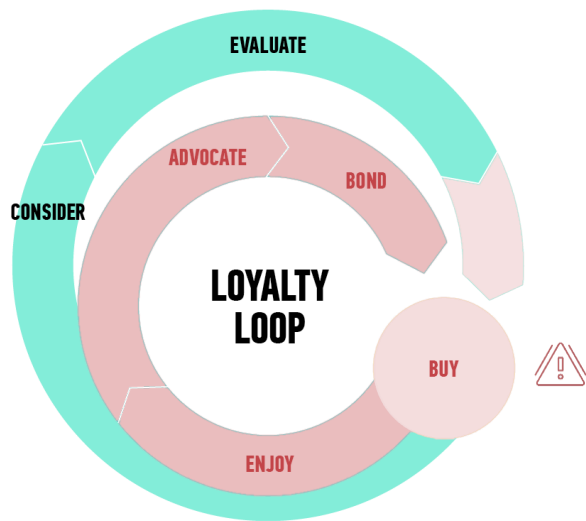 EVALUATE
ADVOCATE
BOND
CONSIDER
LOYALTY
LOOP
BUY
ENJOY